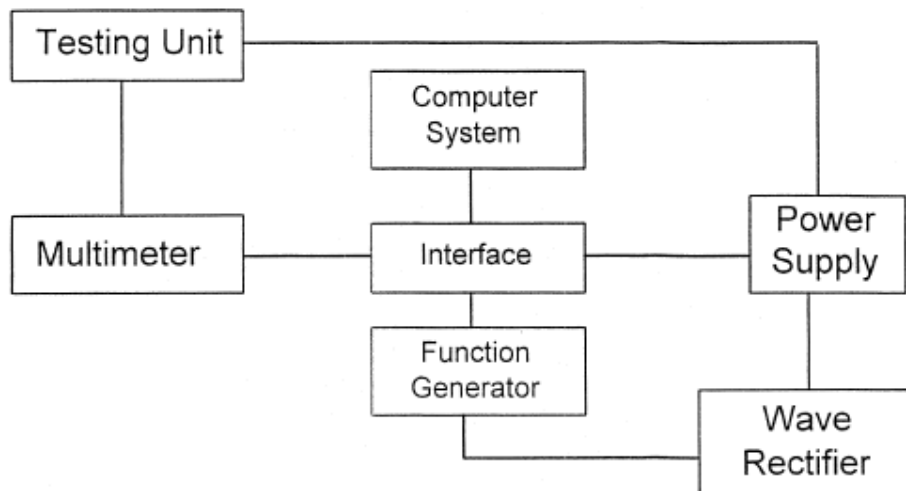 Testing Unit
Computer
System
Multimeter
Interface
Power
Supply
Function
Generator
Wave
Rectifier